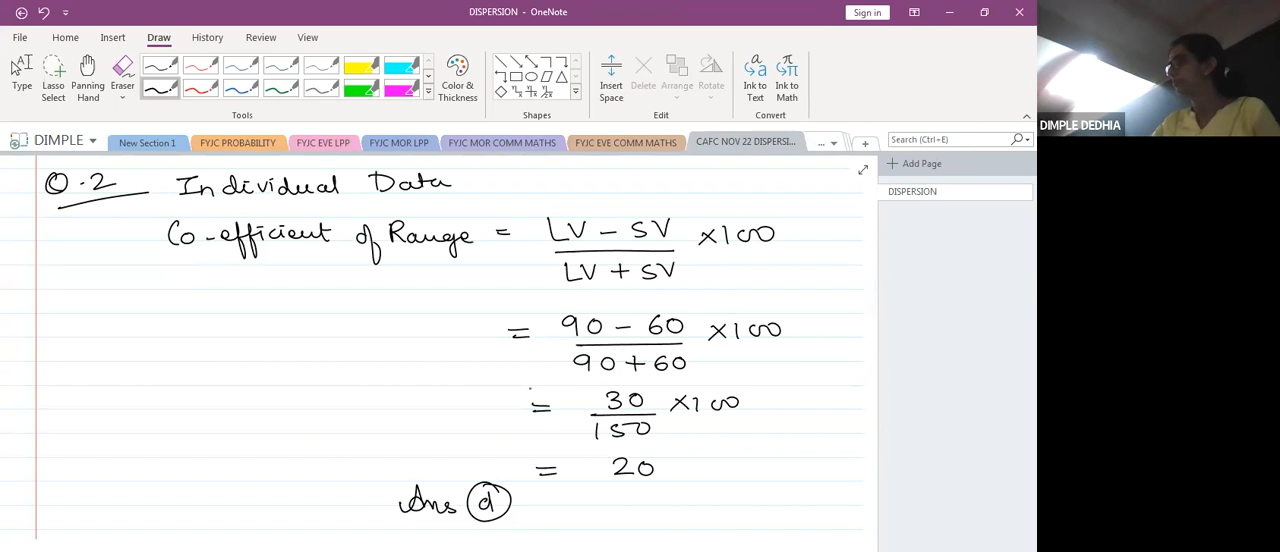 DISPERSION - OneNote
Sign in
File Home Insert Draw History Review View
Type
Lasso Select
Panning Hand
Eraser
Color & Thickness
Insert Space
Delete
Arrange
Rotate
Ink to Text
Ink to Math
Tools
Shapes
Edit
Convert
DIMPLE DEDHIA
DIMPLE
New Section 1
FYJC PROBABILITY
FYJC EVE LPP
FYJC MOR LPP
FYJC MOR COMM MATHS
FYJC EVE COMM MATHS
CAFC NOV 22 DISPERSI...
...
Search (Ctrl+E)
Add Page
DISPERSION
Q.2 Individual Data
Co-efficient of Range = LV - SV / LV + SV ×100
= 90 - 60 / 90 + 60 ×100
= 30 / 150 ×100
= 20
Ans d